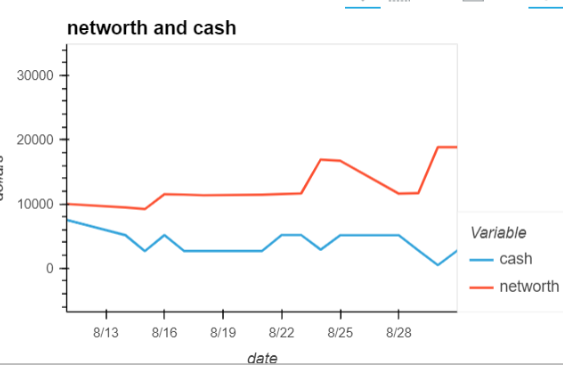 networth and cash
30000
20000
10000
0
dollars
8/13
8/16
8/19
8/22
8/25
8/28
date
Variable
cash
networth